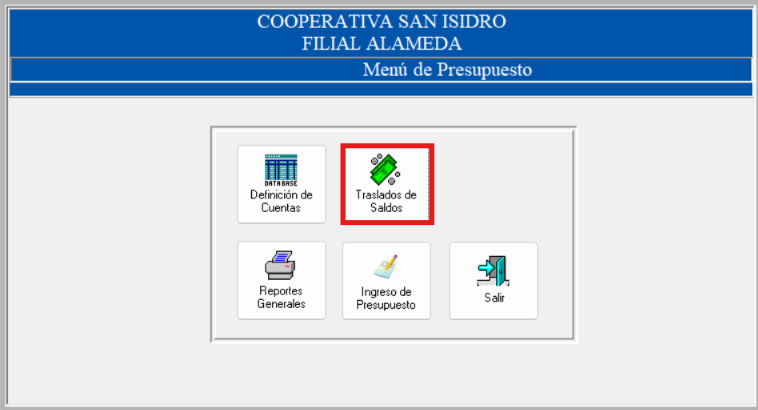 COOPERATIVA SAN ISIDRO
FILIAL ALAMEDA
Menú de Presupuesto
DATABASE
Definición de
Cuentas
Traslados de
Saldos
Reportes
Generales
Ingreso de
Presupuesto
Salir